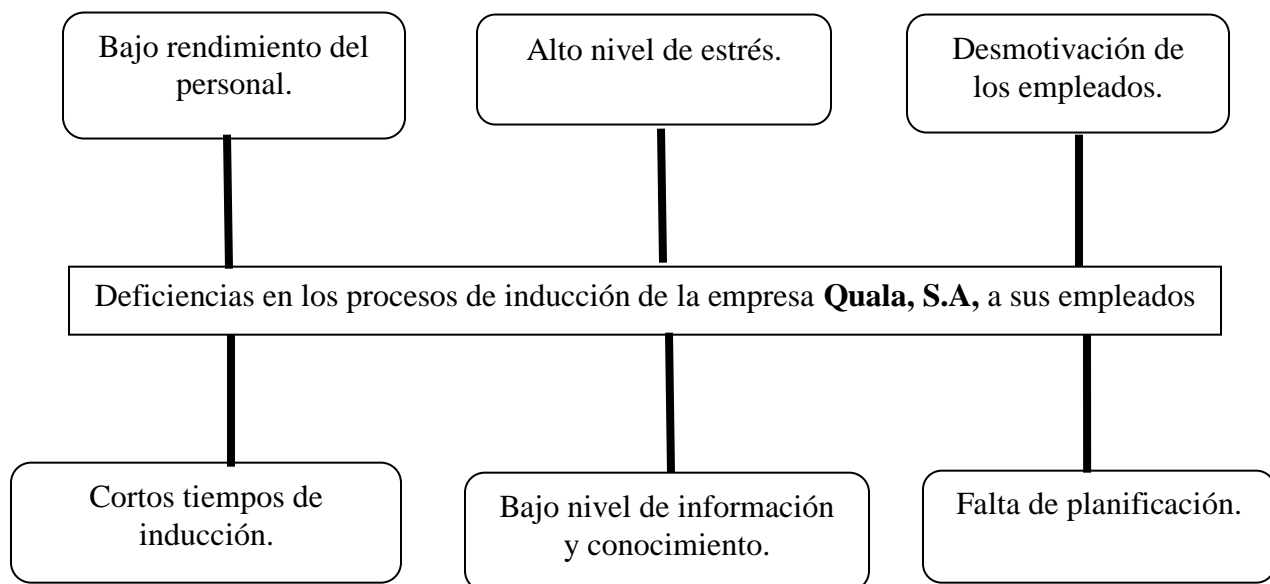 Bajo rendimiento del
personal.
Alto nivel de estrés.
Desmotivación de
los empleados.
Deficiencias en los procesos de inducción de la empresa Quala, S.A, a sus empleados
Cortos tiempos de
inducción.
Bajo nivel de información
y conocimiento.
Falta de planificación.